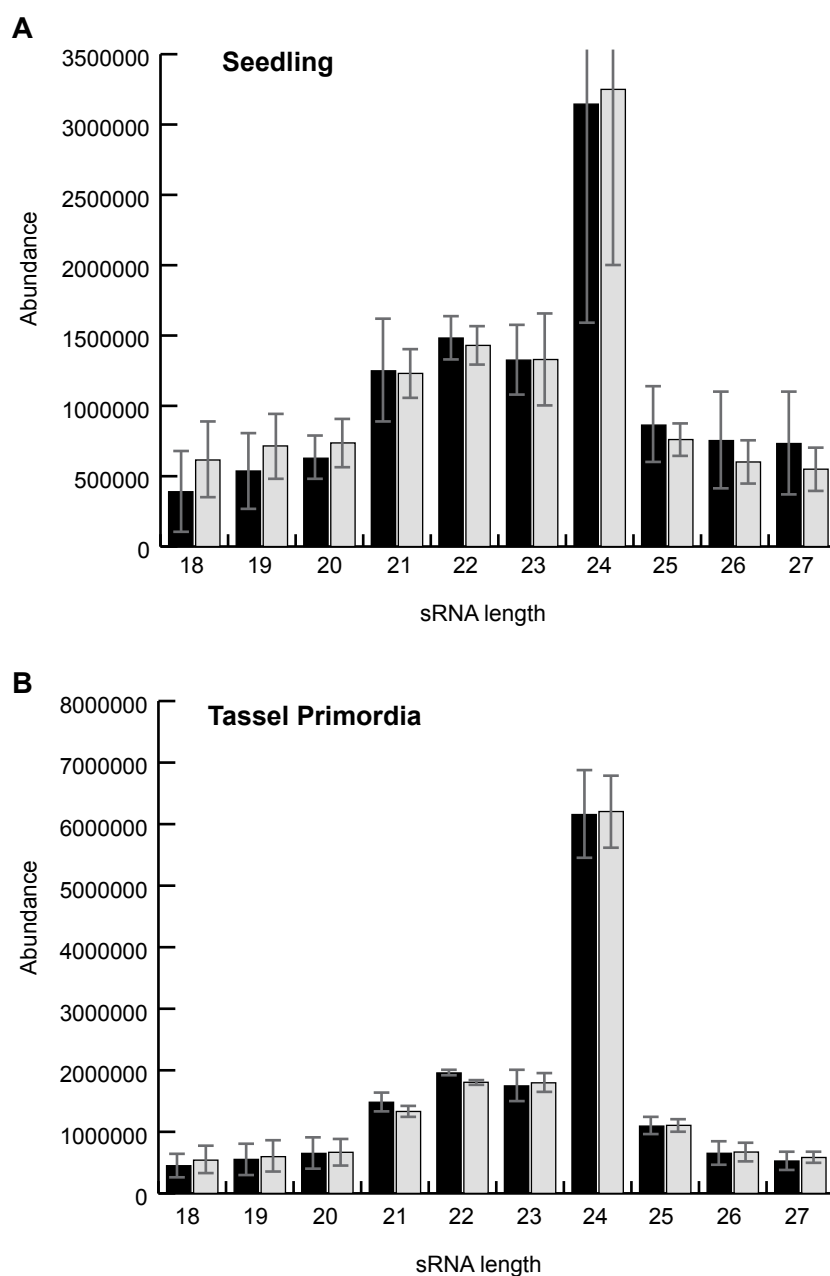 A
Seedling
3500000
3000000
2500000
2000000
1500000
1000000
500000
0
Abundance
18 19 20 21 22 23 24 25 26 27
sRNA length
B
Tassel Primordia
8000000
7000000
6000000
5000000
4000000
3000000
2000000
1000000
0
Abundance
18 19 20 21 22 23 24 25 26 27
sRNA length